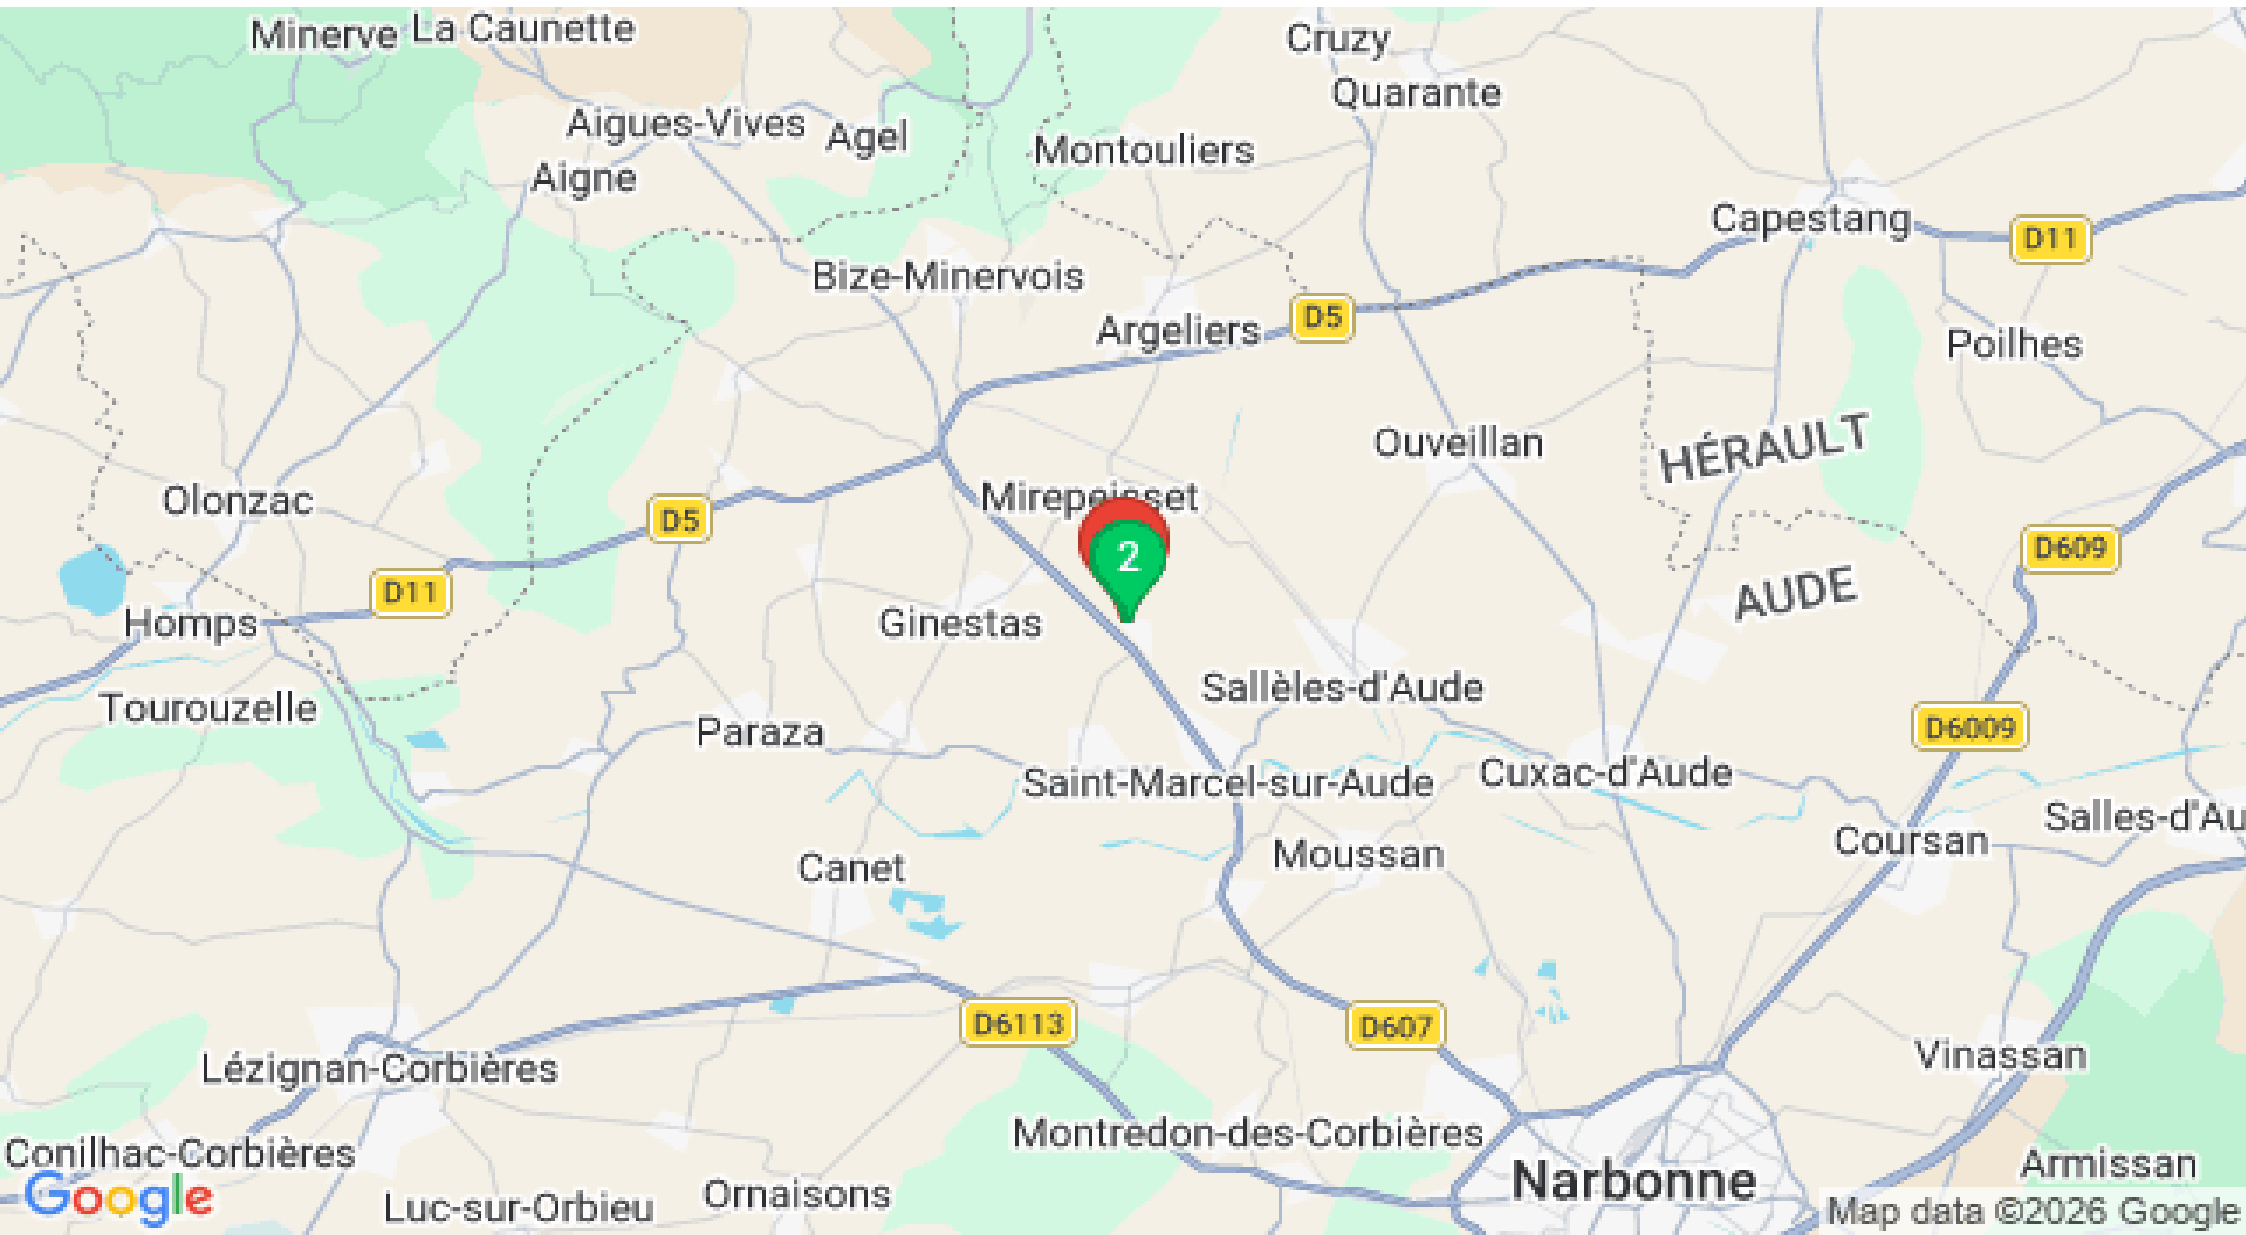 Minerve
La Caunette
Cruzy
Quarante
Aigues-Vives
Agel
Montouliers
Aigne
Capestang
D11
Bize-Minervois
Argeliers
D5
Poilhes
Ouveillan
HÉRAULT
Olonzac
Mirepeisset
D5
2
D609
D11
AUDE
Homps
Ginestas
Tourouzelle
Sallèles-d'Aude
Paraza
D6009
Saint-Marcel-sur-Aude
Cuxac-d'Aude
Salles-d'Au
Canet
Moussan
Coursan
D6113
D607
Lézignan-Corbières
Vinassan
Montredon-des-Corbières
Conilhac-Corbières
Armissan
Narbonne
Ornaisons
Luc-sur-Orbieu
Google
Map data ©2026 Google